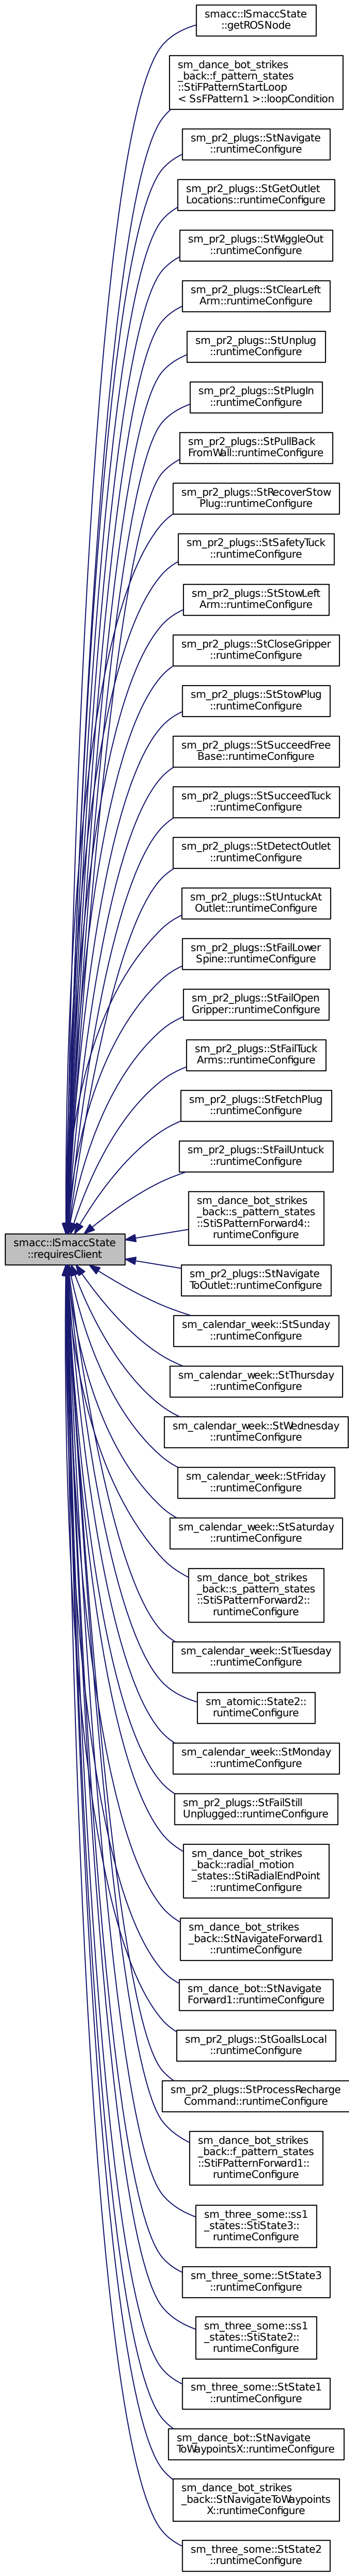 smacc::ISmaccState
::getROSNode
sm_dance_bot_strikes
_back::f_pattern_states
::StiFPatternStartLoop
< SsFPattern1 >::loopCondition
sm_pr2_plugs::StNavigate
::runtimeConfigure
sm_pr2_plugs::StGetOutlet
Locations::runtimeConfigure
sm_pr2_plugs::StWiggleOut
::runtimeConfigure
sm_pr2_plugs::StClearLeft
Arm::runtimeConfigure
sm_pr2_plugs::StUnplug
::runtimeConfigure
sm_pr2_plugs::StPlugIn
::runtimeConfigure
sm_pr2_plugs::StPullBack
FromWall::runtimeConfigure
sm_pr2_plugs::StRecoverStow
Plug::runtimeConfigure
sm_pr2_plugs::StSafetyTuck
::runtimeConfigure
sm_pr2_plugs::StStowLeft
Arm::runtimeConfigure
sm_pr2_plugs::StCloseGripper
::runtimeConfigure
sm_pr2_plugs::StStowPlug
::runtimeConfigure
sm_pr2_plugs::StSucceedFree
Base::runtimeConfigure
sm_pr2_plugs::StSucceedTuck
::runtimeConfigure
sm_pr2_plugs::StDetectOutlet
::runtimeConfigure
sm_pr2_plugs::StUntuckAt
Outlet::runtimeConfigure
sm_pr2_plugs::StFailLower
Spine::runtimeConfigure
sm_pr2_plugs::StFailOpen
Gripper::runtimeConfigure
sm_pr2_plugs::StFailTuck
Arms::runtimeConfigure
sm_pr2_plugs::StFetchPlug
::runtimeConfigure
sm_pr2_plugs::StFailUntuck
::runtimeConfigure
sm_dance_bot_strikes
_back::s_pattern_states
::StiSPatternForward4::
runtimeConfigure
smacc::ISmaccState
::requiresClient
sm_pr2_plugs::StNavigate
ToOutlet::runtimeConfigure
sm_calendar_week::StSunday
::runtimeConfigure
sm_calendar_week::StThursday
::runtimeConfigure
sm_calendar_week::StWednesday
::runtimeConfigure
sm_calendar_week::StFriday
::runtimeConfigure
sm_calendar_week::StSaturday
::runtimeConfigure
sm_dance_bot_strikes
_back::s_pattern_states
::StiSPatternForward2::
runtimeConfigure
sm_calendar_week::StTuesday
::runtimeConfigure
sm_atomic::State2::
runtimeConfigure
sm_calendar_week::StMonday
::runtimeConfigure
sm_pr2_plugs::StFailStill
Unplugged::runtimeConfigure
sm_dance_bot_strikes
_back::radial_motion
_states::StiRadialEndPoint
::runtimeConfigure
sm_dance_bot_strikes
_back::StNavigateForward1
::runtimeConfigure
sm_dance_bot::StNavigate
Forward1::runtimeConfigure
sm_pr2_plugs::StGoalIsLocal
::runtimeConfigure
sm_pr2_plugs::StProcessRecharge
Command::runtimeConfigure
sm_dance_bot_strikes
_back::f_pattern_states
::StiFPatternForward1::
runtimeConfigure
sm_three_some::ss1
_states::StiState3::
runtimeConfigure
sm_three_some::StState3
::runtimeConfigure
sm_three_some::ss1
_states::StiState2::
runtimeConfigure
sm_three_some::StState1
::runtimeConfigure
sm_dance_bot::StNavigate
ToWaypointsX::runtimeConfigure
sm_dance_bot_strikes
_back::StNavigateToWaypoints
X::runtimeConfigure
sm_three_some::StState2
::runtimeConfigure